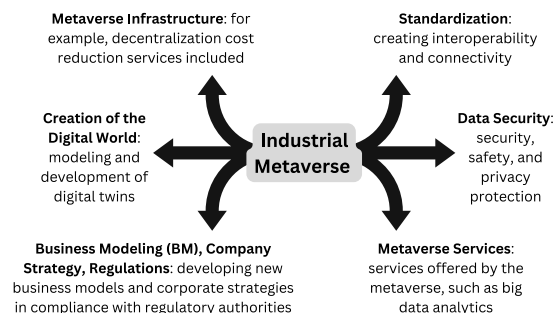 Metaverse Infrastructure: for
example, decentralization cost
reduction services included
Standardization:
creating interoperability
and connectivity
Creation of the
Digital World:
modeling and
development of
digital twins
Industrial
Metaverse
Data Security:
security,
safety, and
privacy
protection
Business Modeling (BM), Company
Strategy, Regulations: developing new
business models and corporate strategies
in compliance with regulatory authorities
Metaverse Services:
services offered by the
metaverse, such as big
data analytics